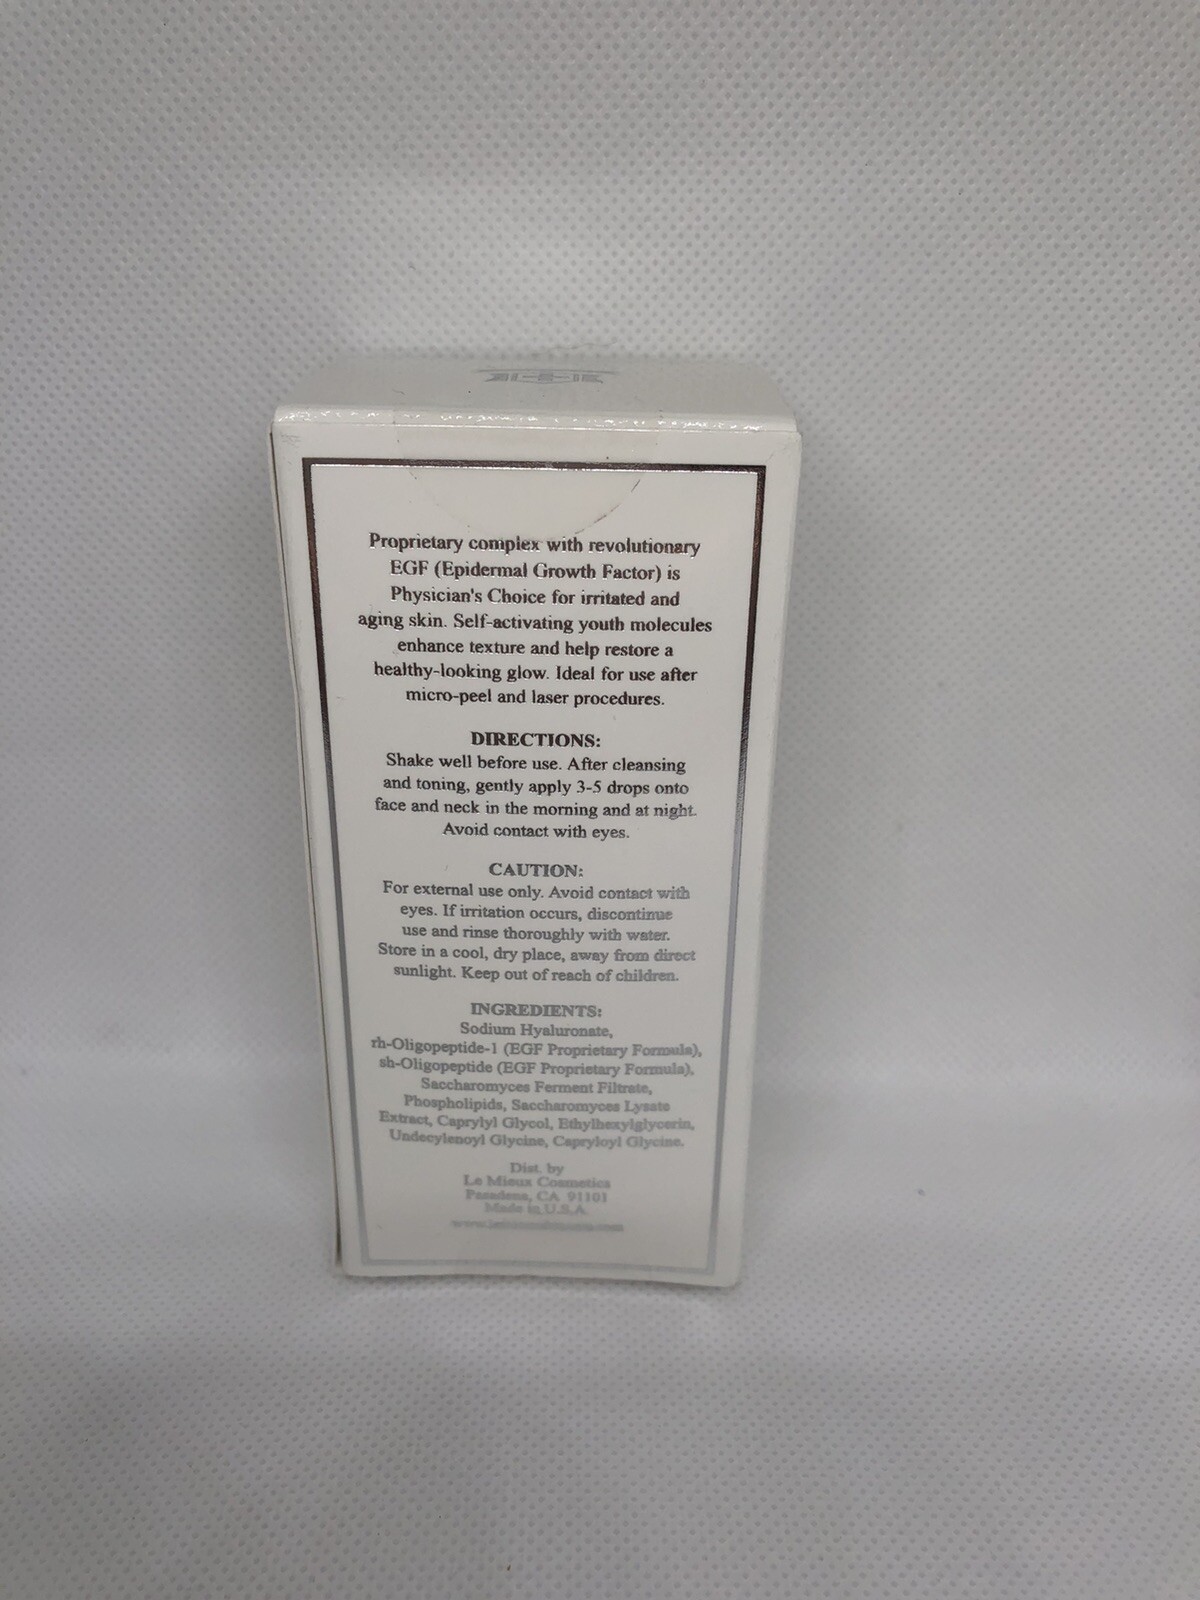 Proprietary complex with revolutionary
EGF (Epidermal Growth Factor) is
Physician's Choice for irritated and
aging skin. Self-activating youth molecules
enhance texture and help restore a
healthy-looking glow. Ideal for use after
micro-peel and laser procedures.
DIRECTIONS:
Shake well before use. After cleansing
and toning, gently apply 3-5 drops onto
face and neck in the morning and at night.
Avoid contact with eyes.
CAUTION:
For external use only. Avoid contact with
eyes. If irritation occurs, discontinue
use and rinse thoroughly with water.
Store in a cool, dry place, away from direct
sunlight. Keep out of reach of children.
INGREDIENTS:
Sodium Hyaluronate,
rh-Oligopeptide-1 (EGF Proprietary Formula),
sh-Oligopeptide (EGF Proprietary Formula),
Saccharomyces Ferment Filtrate,
Phospholipids, Saccharomyces Lysate
Extract, Caprylyl Glycol, Ethylhexylglycerin,
Undecylenoyl Glycine, Capryloyl Glycine.
Dist. by
Le Mieux Cosmetics
Pasadena, CA 91101
Made in U.S.A.